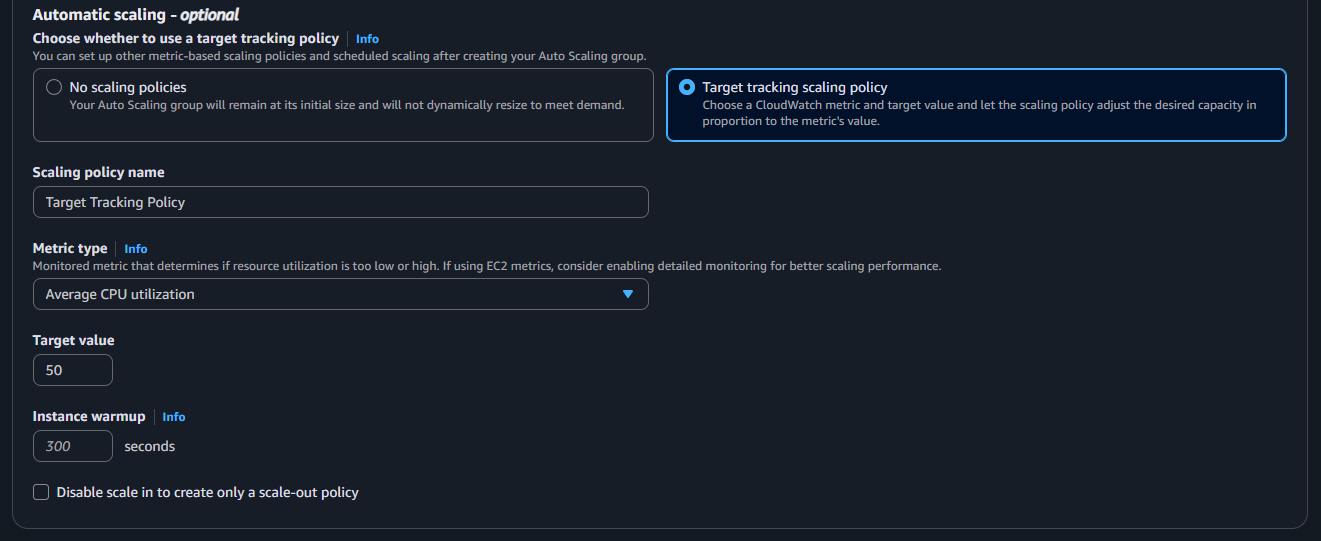 Automatic scaling - optional
Choose whether to use a target tracking policy Info
You can set up other metric-based scaling policies and scheduled scaling after creating your Auto Scaling group.
No scaling policies
Your Auto Scaling group will remain at its initial size and will not dynamically resize to meet demand.
Target tracking scaling policy
Choose a CloudWatch metric and target value and let the scaling policy adjust the desired capacity in
proportion to the metric's value.
Scaling policy name
Target Tracking Policy
Metric type Info
Monitored metric that determines if resource utilization is too low or high. If using EC2 metrics, consider enabling detailed monitoring for better scaling performance.
Average CPU utilization
Target value
50
Instance warmup Info
300 seconds
Disable scale in to create only a scale-out policy